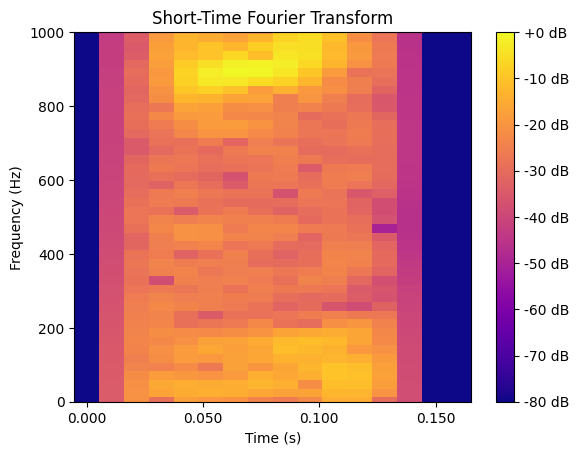 Short-Time Fourier Transform
1000
800
600
400
200
0
Frequency (Hz)
0.000
0.050
0.100
0.150
Time (s)
+0 dB
-10 dB
-20 dB
-30 dB
-40 dB
-50 dB
-60 dB
-70 dB
-80 dB